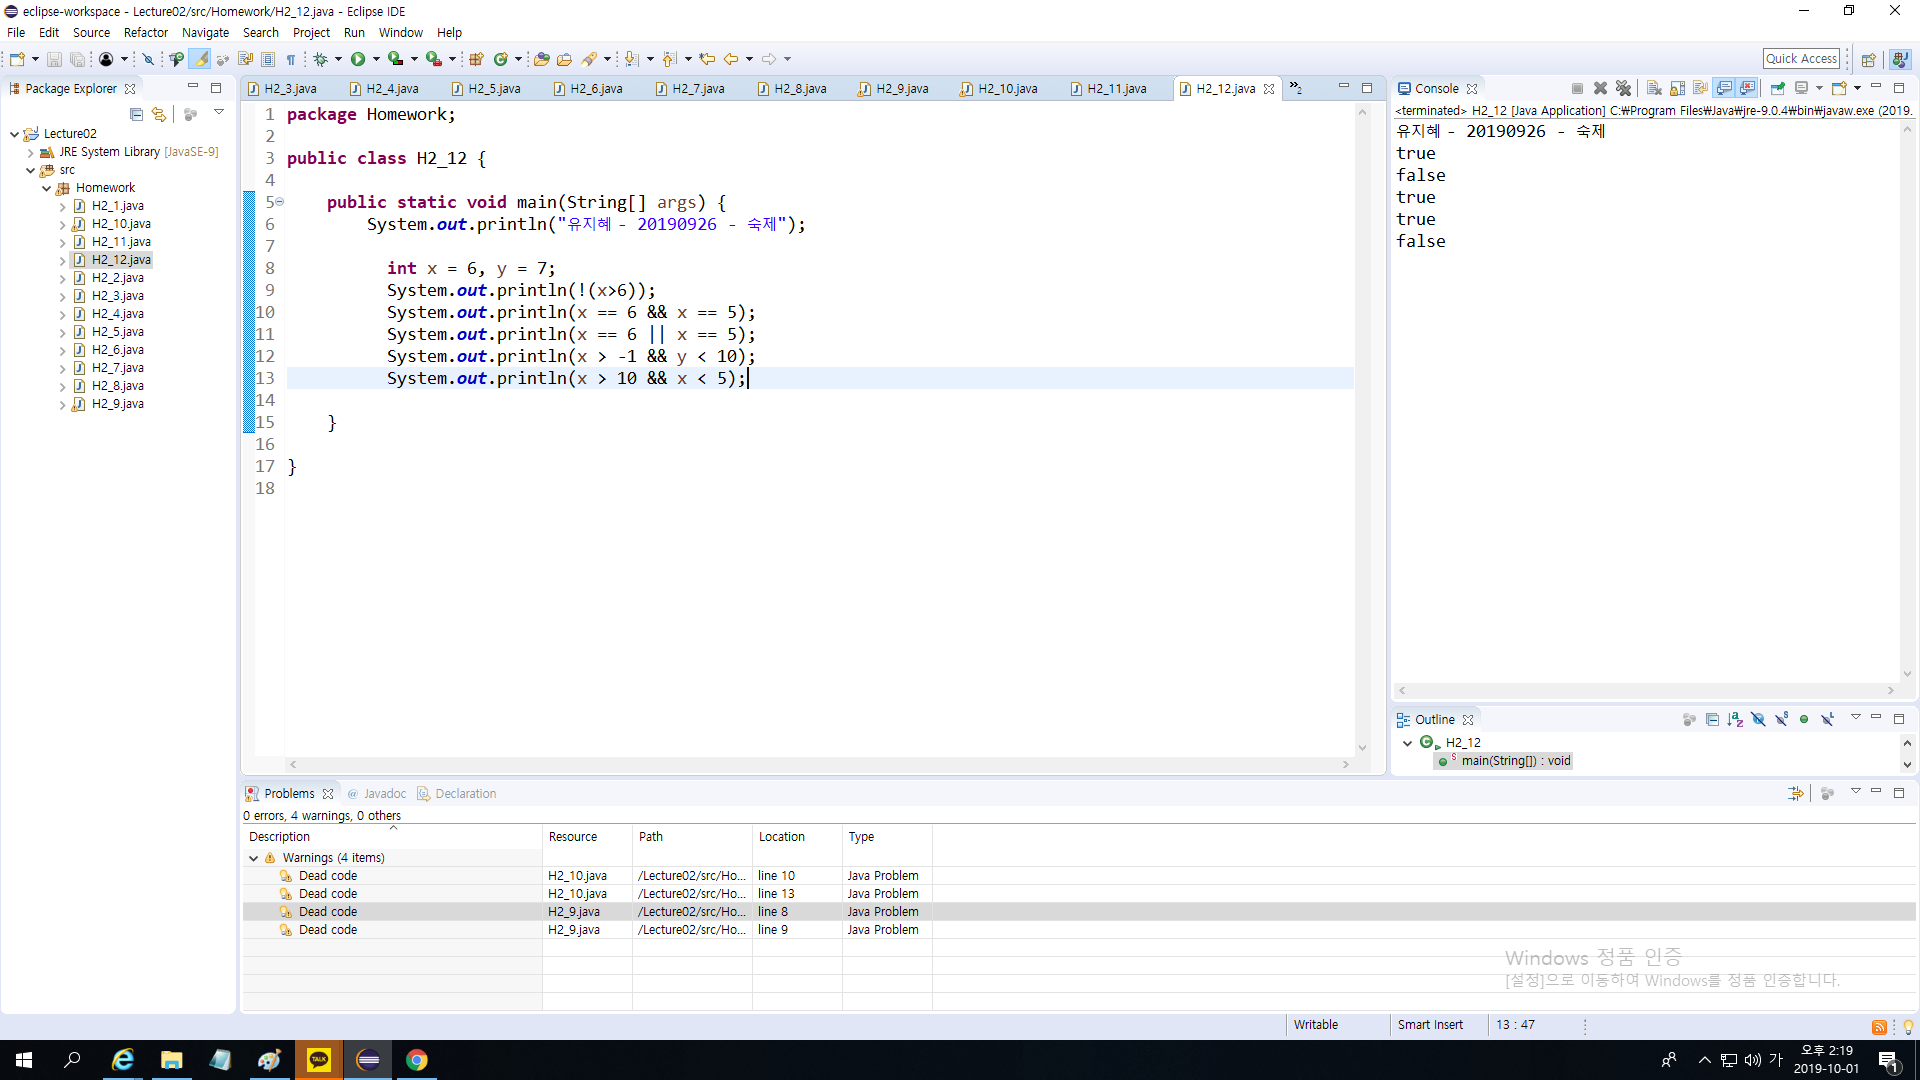 eclipse-workspace - Lecture02/src/Homework/H2_12.java - Eclipse IDE
File Edit Source Refactor Navigate Search Project Run Window Help
Quick Access
Package Explorer
Lecture02
JRE System Library [JavaSE-9]
src
Homework
H2_1.java
H2_10.java
H2_11.java
H2_12.java
H2_2.java
H2_3.java
H2_4.java
H2_5.java
H2_6.java
H2_7.java
H2_8.java
H2_9.java
H2_3.java H2_4.java H2_5.java H2_6.java H2_7.java H2_8.java H2_9.java H2_10.java H2_11.java H2_12.java »2
1 package Homework;
2
3 public class H2_12 {
4
5 public static void main(String[] args) {
6 System.out.println("유지혜 - 20190926 - 숙제");
7
8 int x = 6, y = 7;
9 System.out.println(!(x>6));
10 System.out.println(x == 6 && x == 5);
11 System.out.println(x == 6 || x == 5);
12 System.out.println(x > -1 && y < 10);
13 System.out.println(x > 10 && x < 5);
14
15 }
16
17 }
18
Console
<terminated> H2_12 [Java Application] C:₩Program Files₩Java₩jre-9.0.4₩bin₩javaw.exe (2019.
유지혜 - 20190926 - 숙제
true
false
true
true
false
Outline
H2_12
main(String[]) : void
Problems Javadoc Declaration
0 errors, 4 warnings, 0 others
Description Resource Path Location Type
Warnings (4 items)
Dead code H2_10.java /Lecture02/src/Ho... line 10 Java Problem
Dead code H2_10.java /Lecture02/src/Ho... line 13 Java Problem
Dead code H2_9.java /Lecture02/src/Ho... line 8 Java Problem
Dead code H2_9.java /Lecture02/src/Ho... line 9 Java Problem
Windows 정품 인증
[설정]으로 이동하여 Windows를 정품 인증합니다.
Writable Smart Insert 13 : 47
TALK
가
오후 2:19
2019-10-01
1